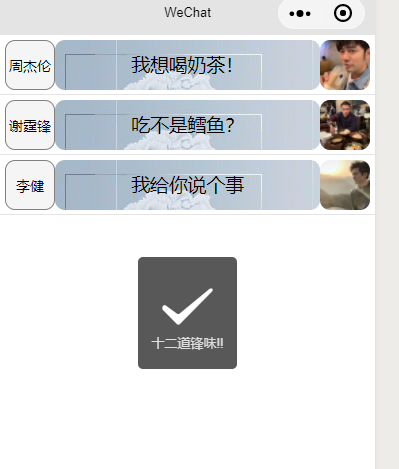 WeChat
周杰伦
我想喝奶茶！
谢霆锋
吃不是鳕鱼？
李健
我给你说个事
十二道锋味!!